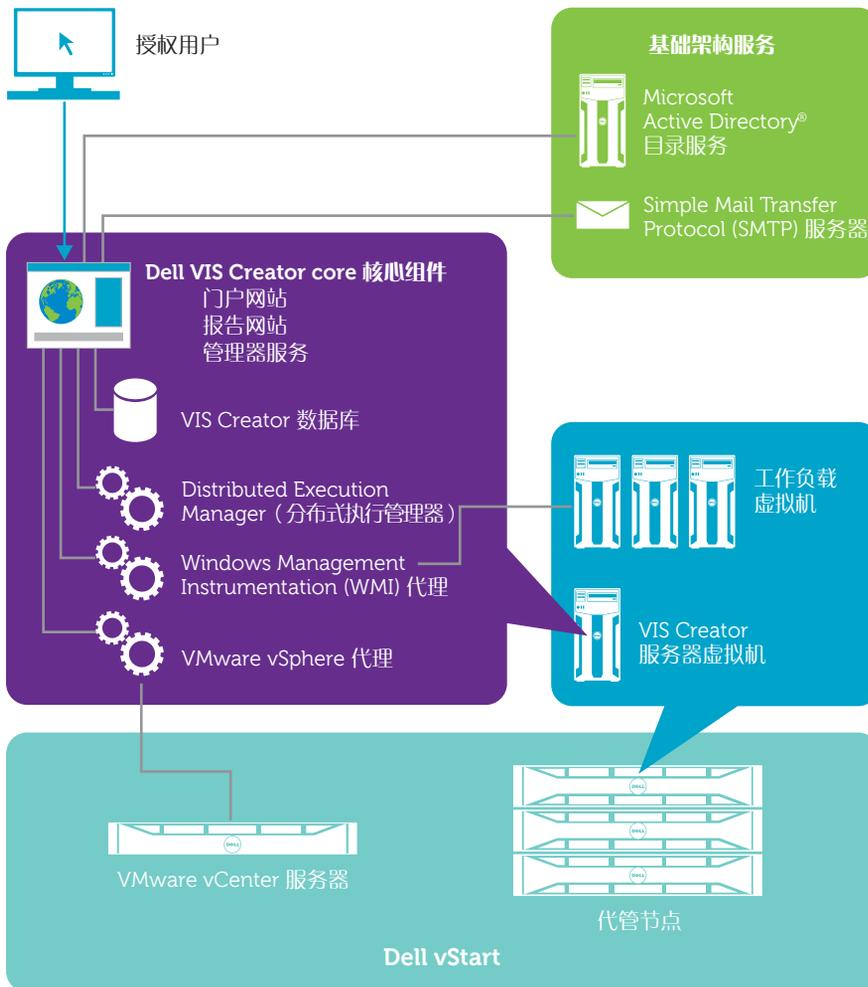 授权用户
基础架构服务
Microsoft
Active Directory®
目录服务
Simple Mail Transfer
Protocol (SMTP) 服务器
Dell VIS Creator core 核心组件
门户网站
报告网站
管理器服务
VIS Creator 数据库
Distributed Execution
Manager（分布式执行管理器）
Windows Management
Instrumentation (WMI) 代理
VMware vSphere 代理
工作负载
虚拟机
VIS Creator
服务器虚拟机
DELL
VMware vCenter 服务器
DELL
DELL
DELL
代管节点
Dell vStart